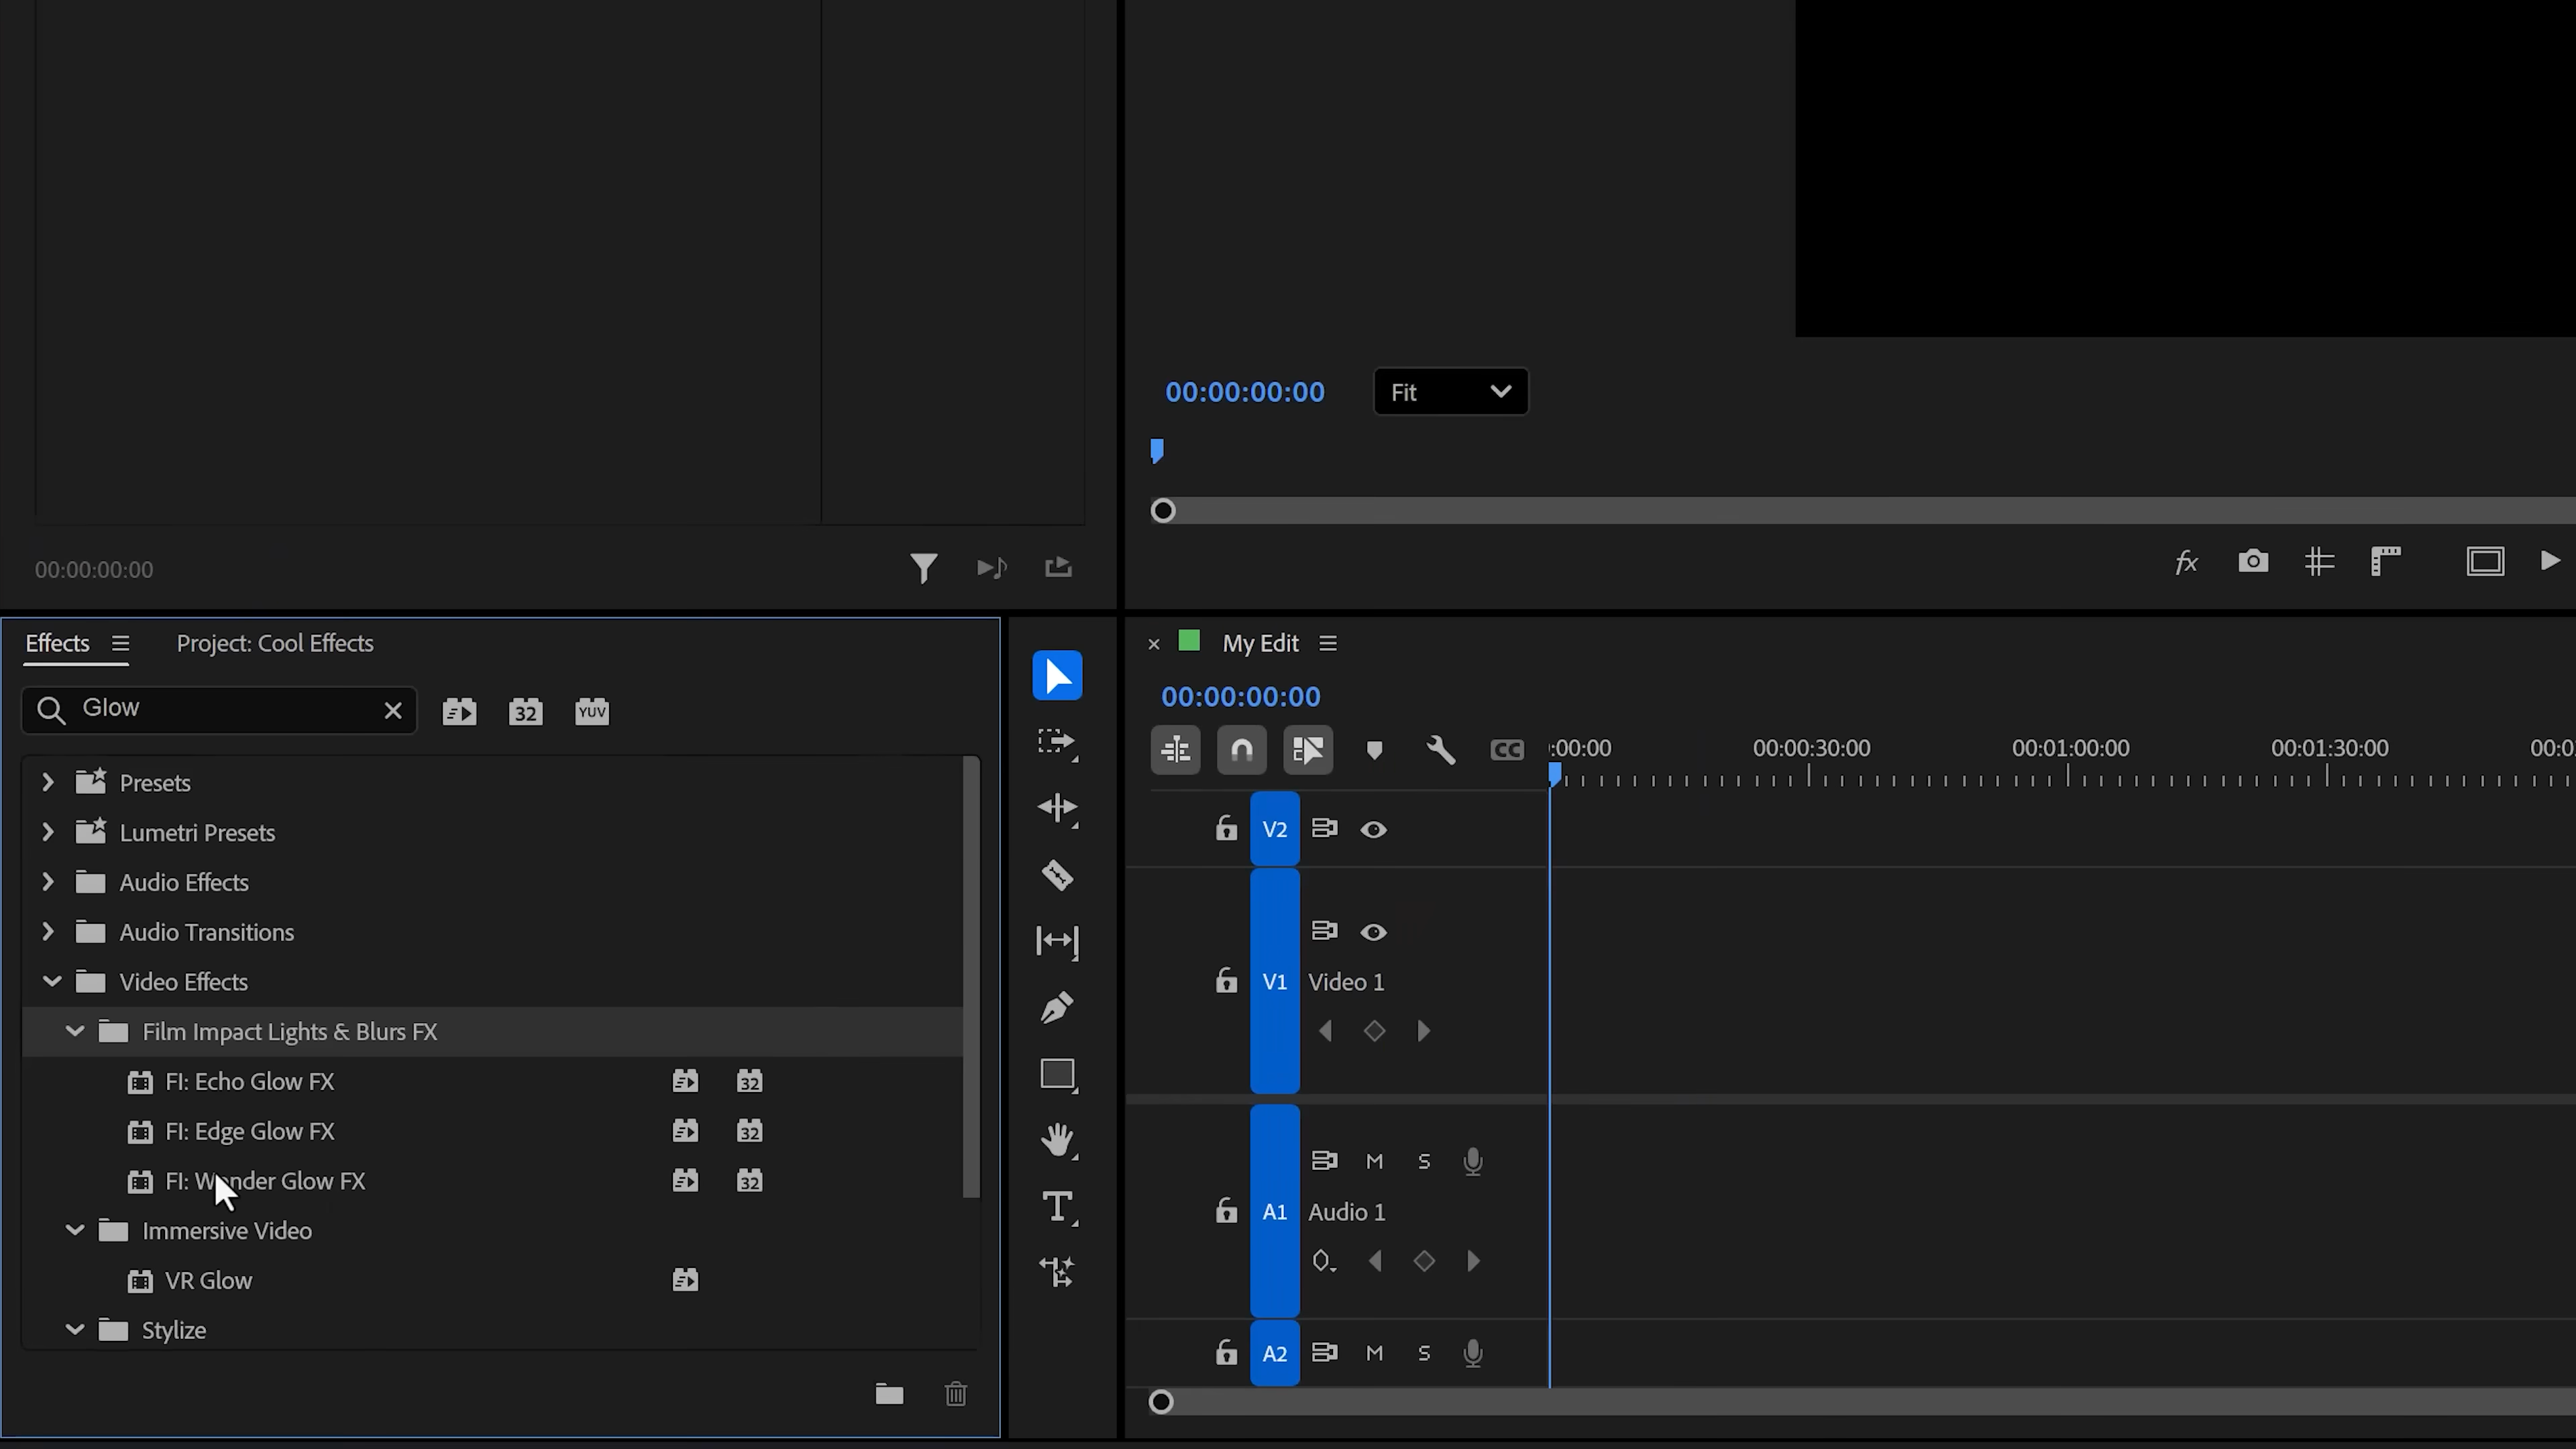 00:00:00:00
Fit
00:00:00:00
fx
Effects
Project: Cool Effects
Glow
32
YUV
Presets
Lumetri Presets
Audio Effects
Audio Transitions
Video Effects
Film Impact Lights & Blurs FX
FI: Echo Glow FX
32
FI: Edge Glow FX
32
FI: Wonder Glow FX
32
Immersive Video
VR Glow
Stylize
My Edit
00:00:00:00
CC
:00:00
00:00:30:00
00:01:00:00
00:01:30:00
00:0
V2
V1
Video 1
A1
M
S
Audio 1
A2
M
S